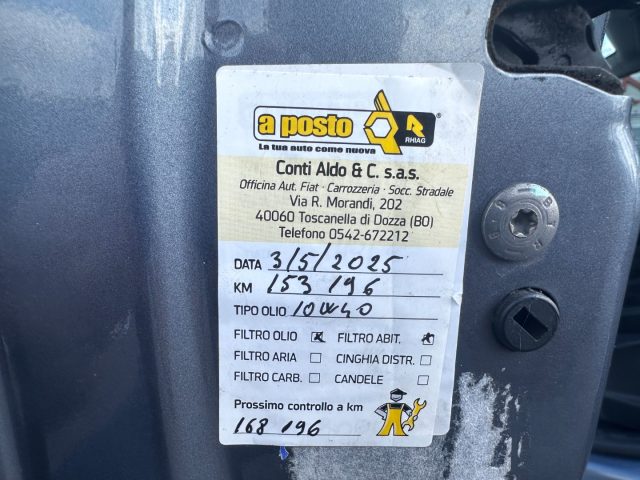 a posto
RHIAG
La tua auto come nuova
Conti Aldo & C. s.a.s.
Officina Aut. Fiat - Carrozzeria - Socc. Stradale
Via R. Morandi, 202
40060 Toscanella di Dozza (BO)
Telefono 0542-672212
DATA 3/5/2025
KM 153 196
TIPO OLIO 10W40
FILTRO OLIO FILTRO ABIT.
FILTRO ARIA CINGHIA DISTR.
FILTRO CARB. CANDELE
Prossimo controllo a km
168 196